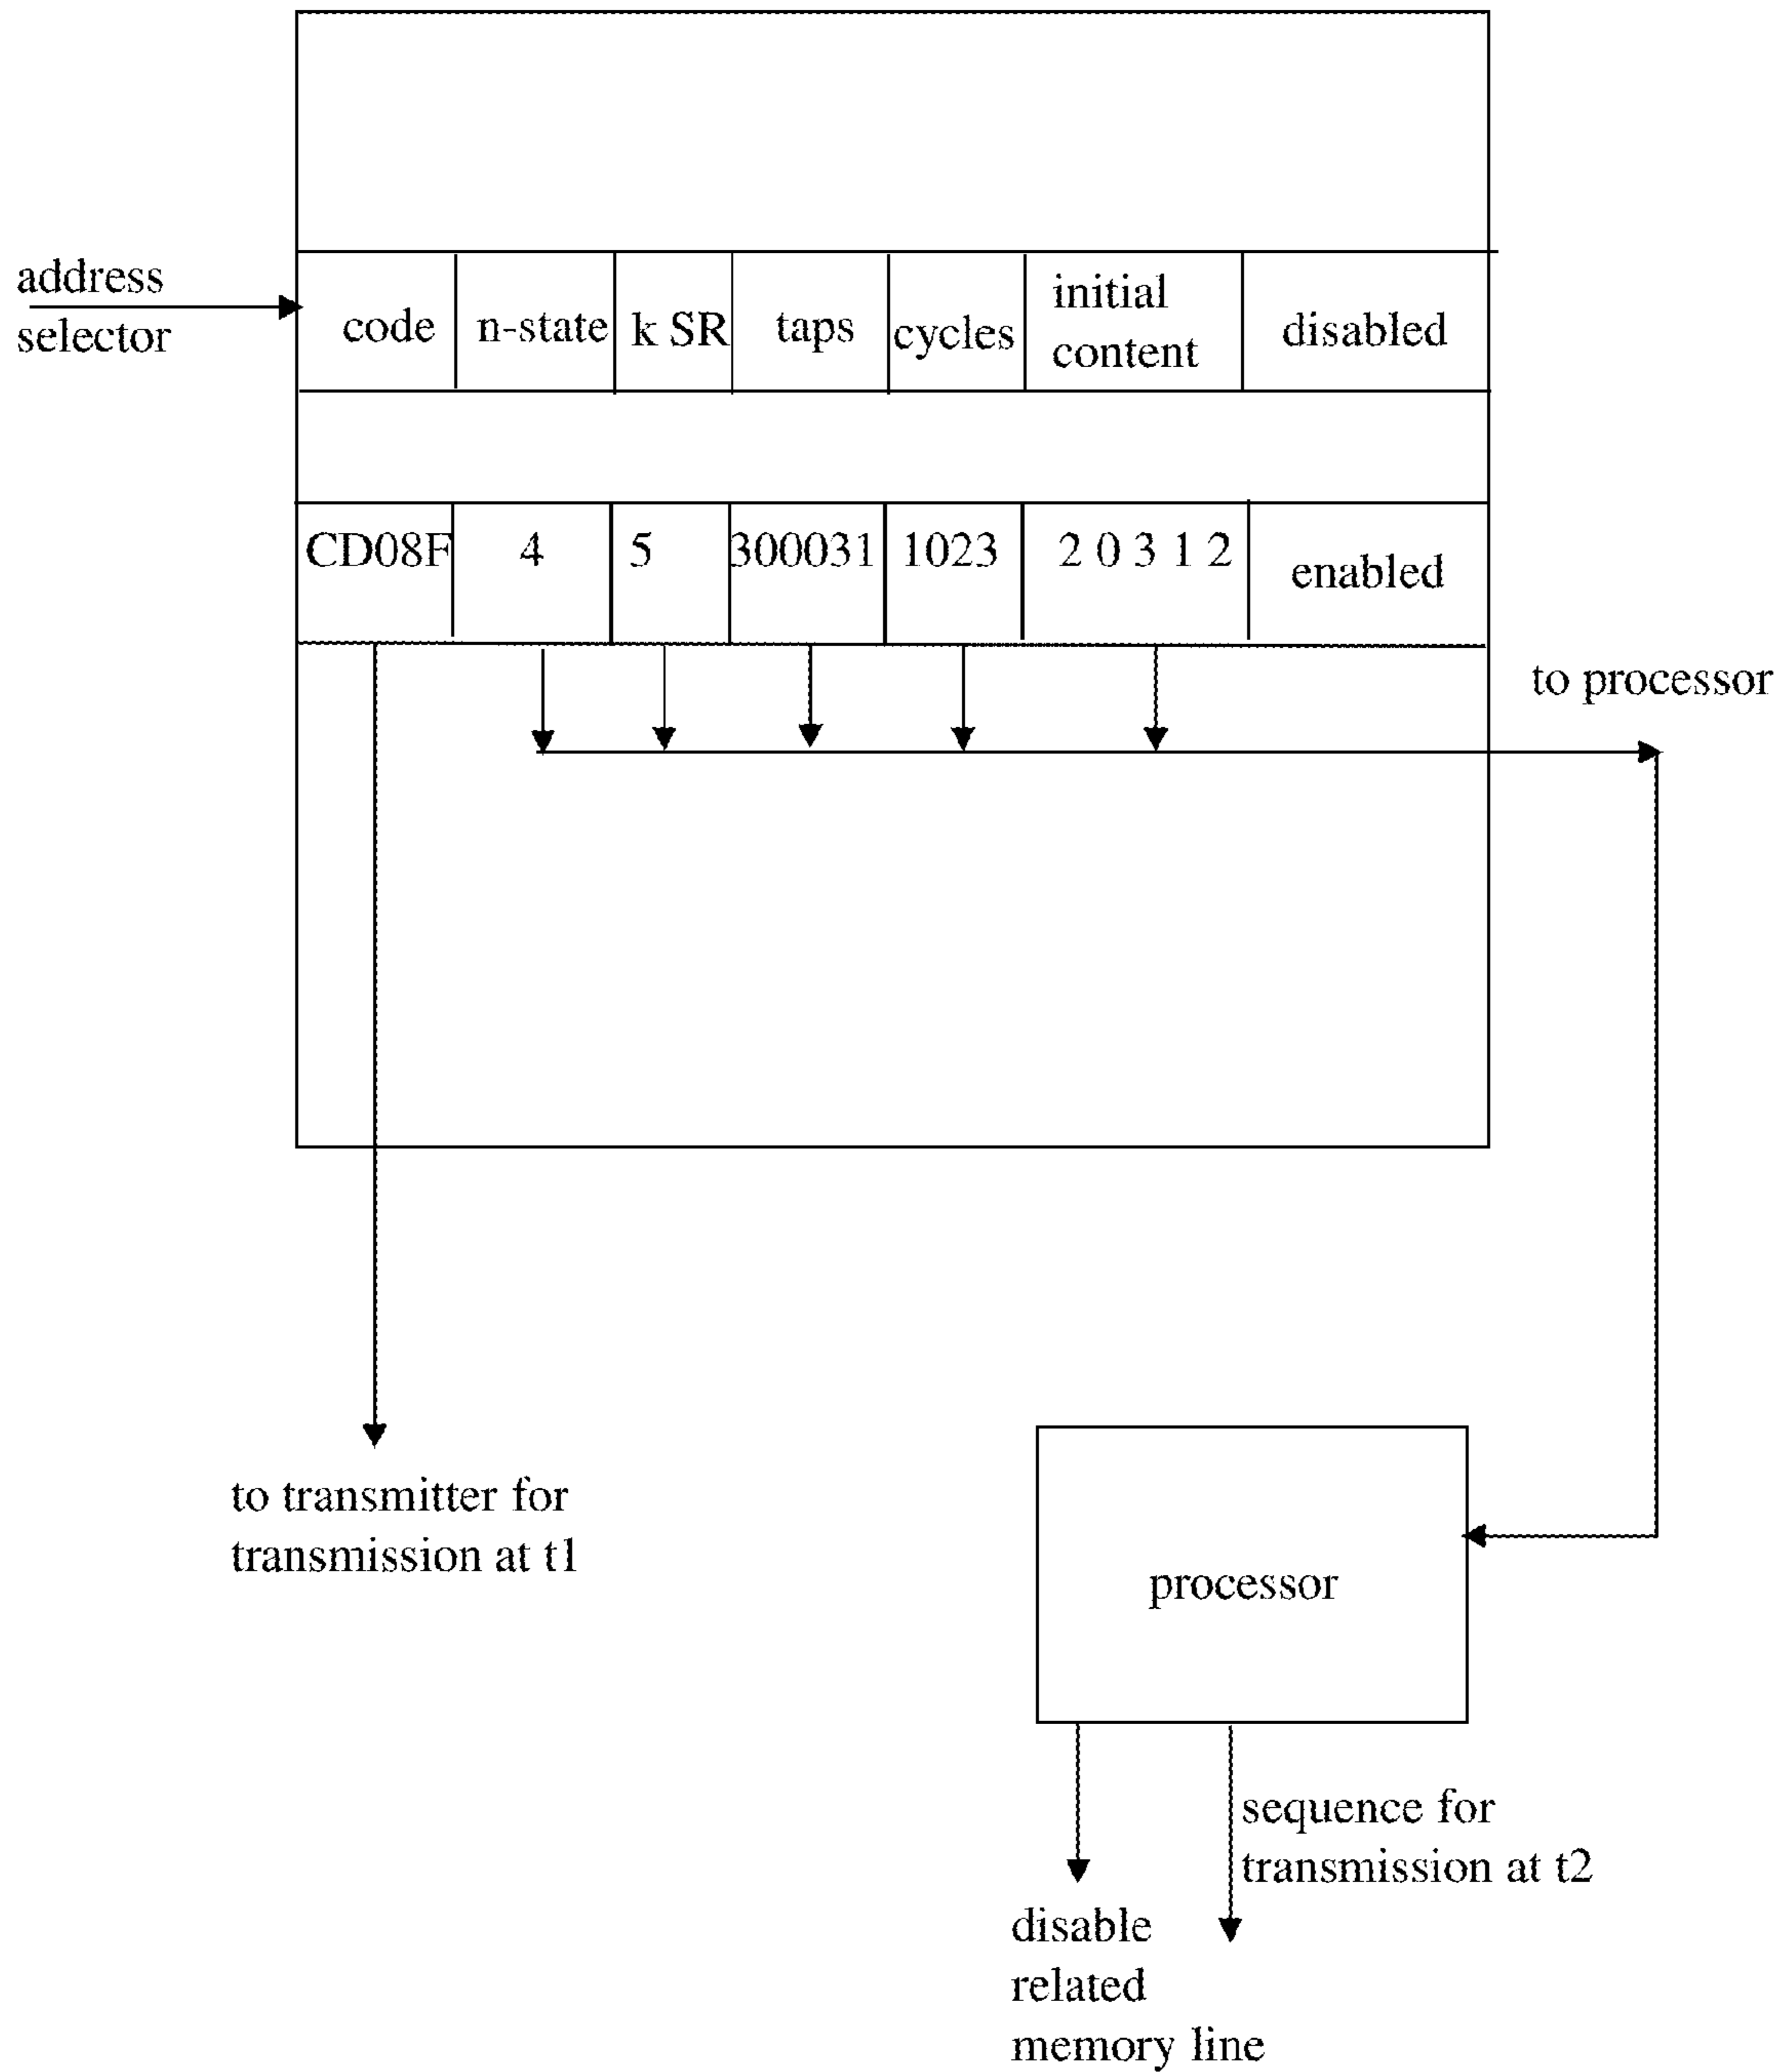 address
selector
code n-state k SR taps cycles initial content disabled
CD08F 4 5 300031 1023 2 0 3 1 2 enabled
to processor
to transmitter for
transmission at t1
processor
sequence for
transmission at t2
disable
related
memory line